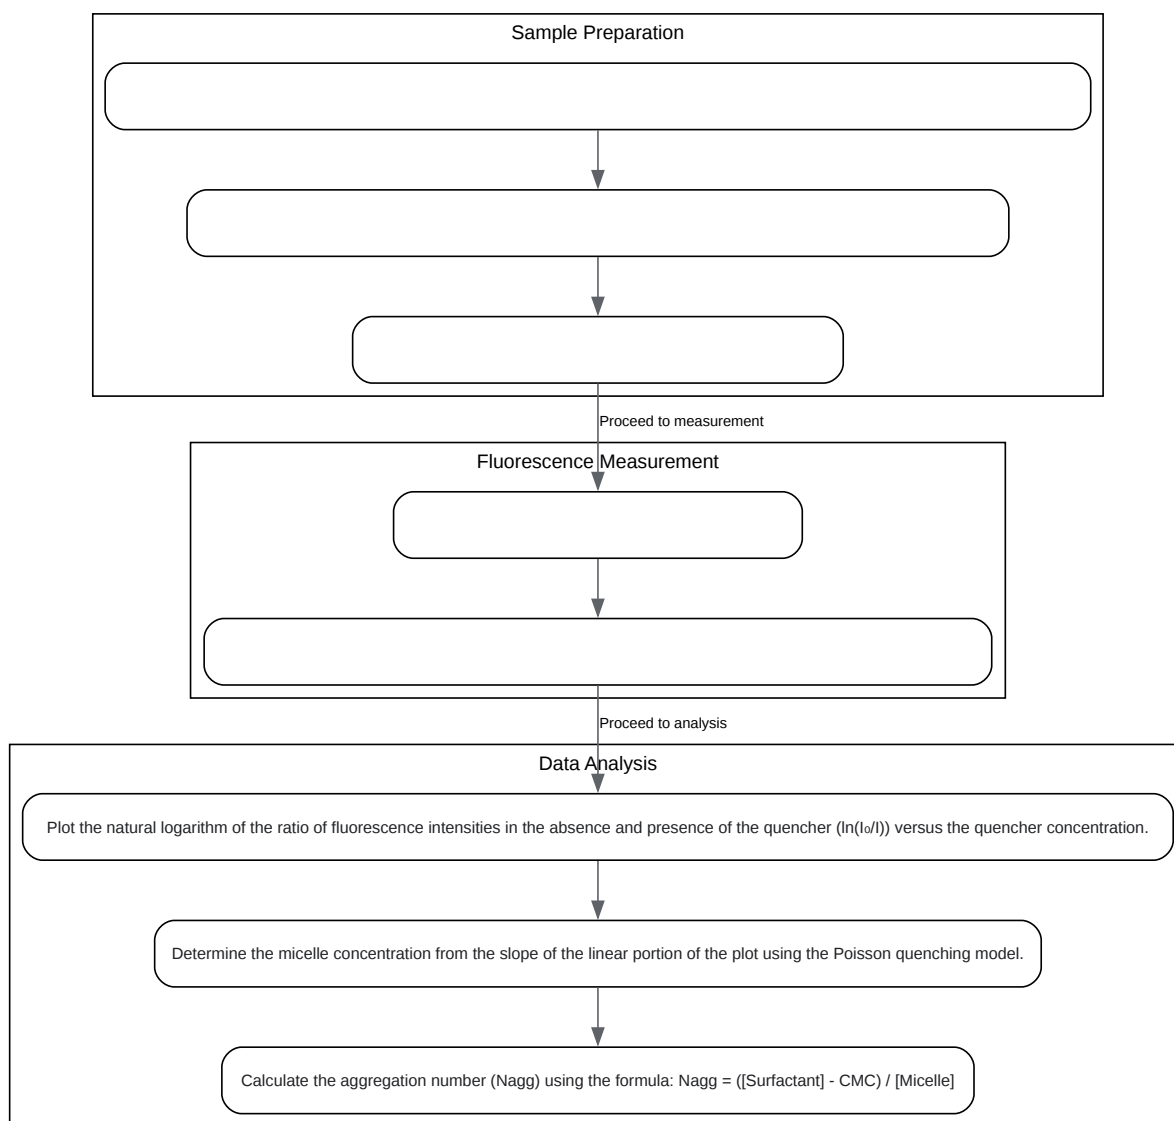 Sample Preparation
Proceed to measurement
Fluorescence Measurement
Proceed to analysis
Data Analysis
Plot the natural logarithm of the ratio of fluorescence intensities in the absence and presence of the quencher (ln(I₀/I)) versus the quencher concentration.
Determine the micelle concentration from the slope of the linear portion of the plot using the Poisson quenching model.
Calculate the aggregation number (Nagg) using the formula: Nagg = ([Surfactant] - CMC) / [Micelle]